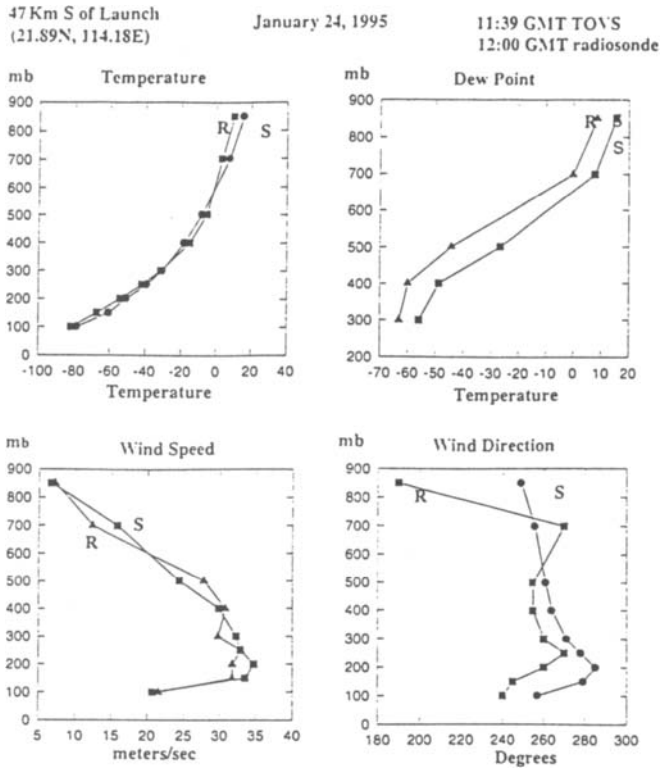 47 Km S of Launch
(21.89N, 114.18E)
January 24, 1995
11:39 GMT TOVS
12:00 GMT radiosonde
mb
Temperature
900
800
700
600
500
400
300
200
100
0
R
S
-100 -80 -60 -40 -20 0 20 40
Temperature
mb
Dew Point
900
800
700
600
500
400
300
200
R S
S
-70 -60 -50 -40 -30 -20 -10 0 10 20
Temperature
mb
Wind Speed
900
800
700
600
500
400
300
200
100
0
S
R
5 10 15 20 25 30 35 40
meters/sec
mb
Wind Direction
900
800
700
600
500
400
300
200
100
0
R
S
180 200 220 240 260 280 300
Degrees